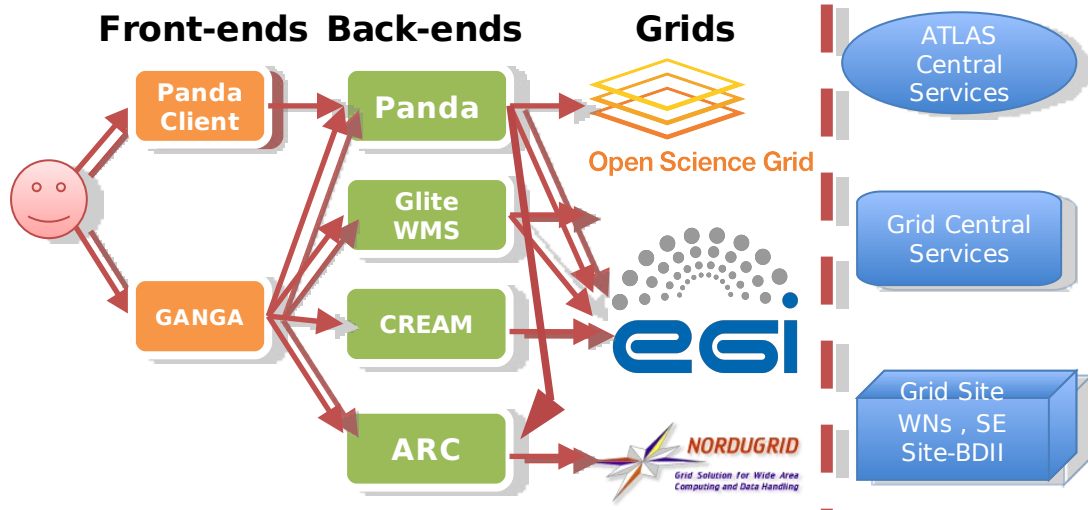 Front-ends
Back-ends
Grids
Panda
Client
GANGA
Panda
Glite
WMS
CREAM
ARC
Open Science Grid
egi
NORDUGRID
Grid Solution for Wide Area
Computing and Data Handling
ATLAS
Central
Services
Grid Central
Services
Grid Site
WNs , SE
Site-BDII